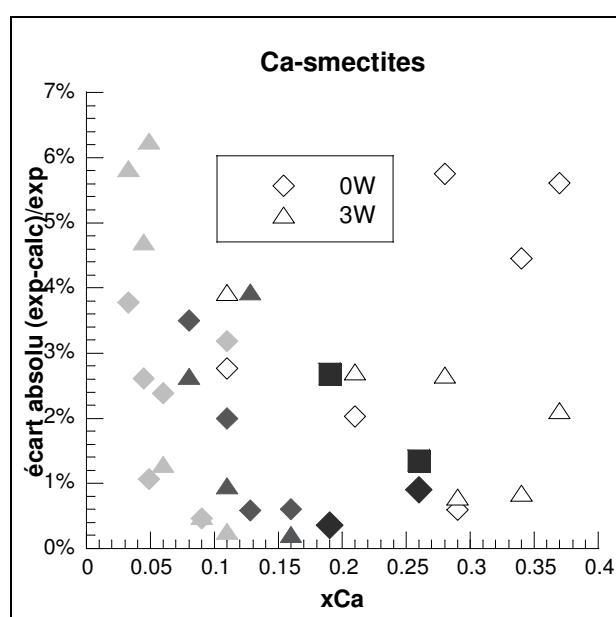 Ca-smectites
7%
6%
5%
4%
3%
2%
1%
0%
écart absolu (exp-calc)/exp
0W
3W
0 0.05 0.1 0.15 0.2 0.25 0.3 0.35 0.4
xCa